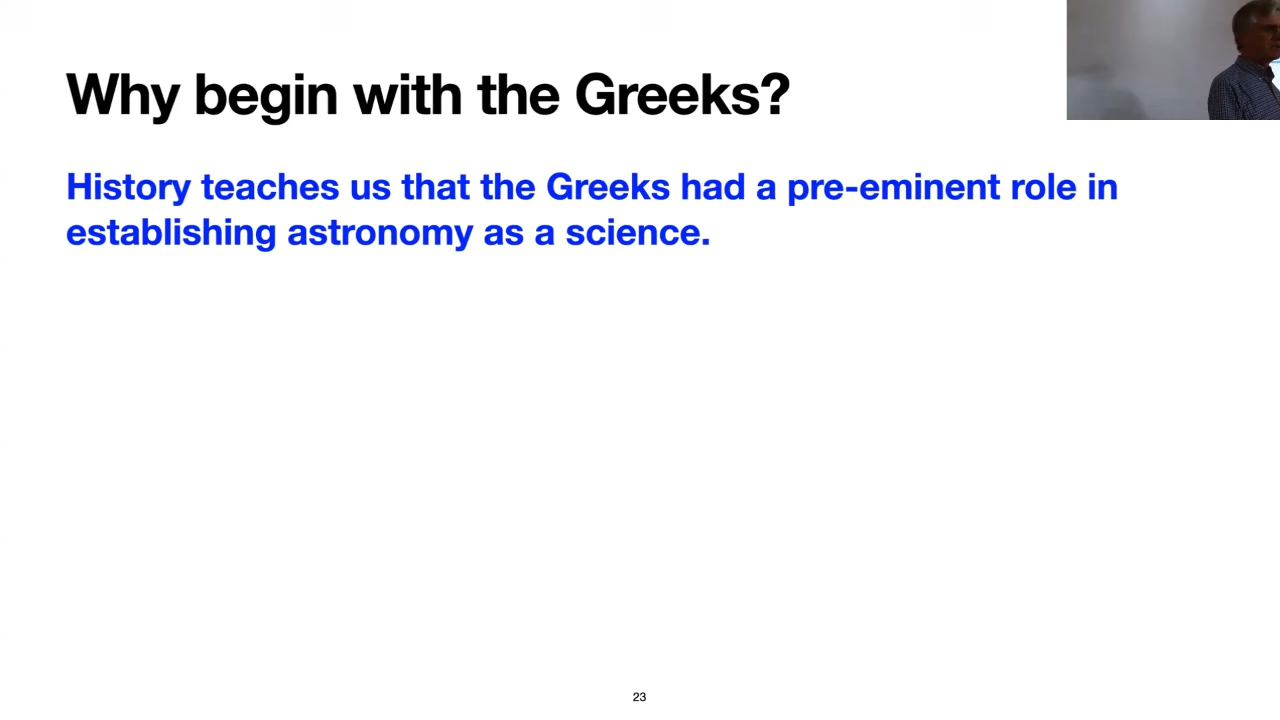 Why begin with the Greeks?
History teaches us that the Greeks had a pre-eminent role in
establishing astronomy as a science.
23